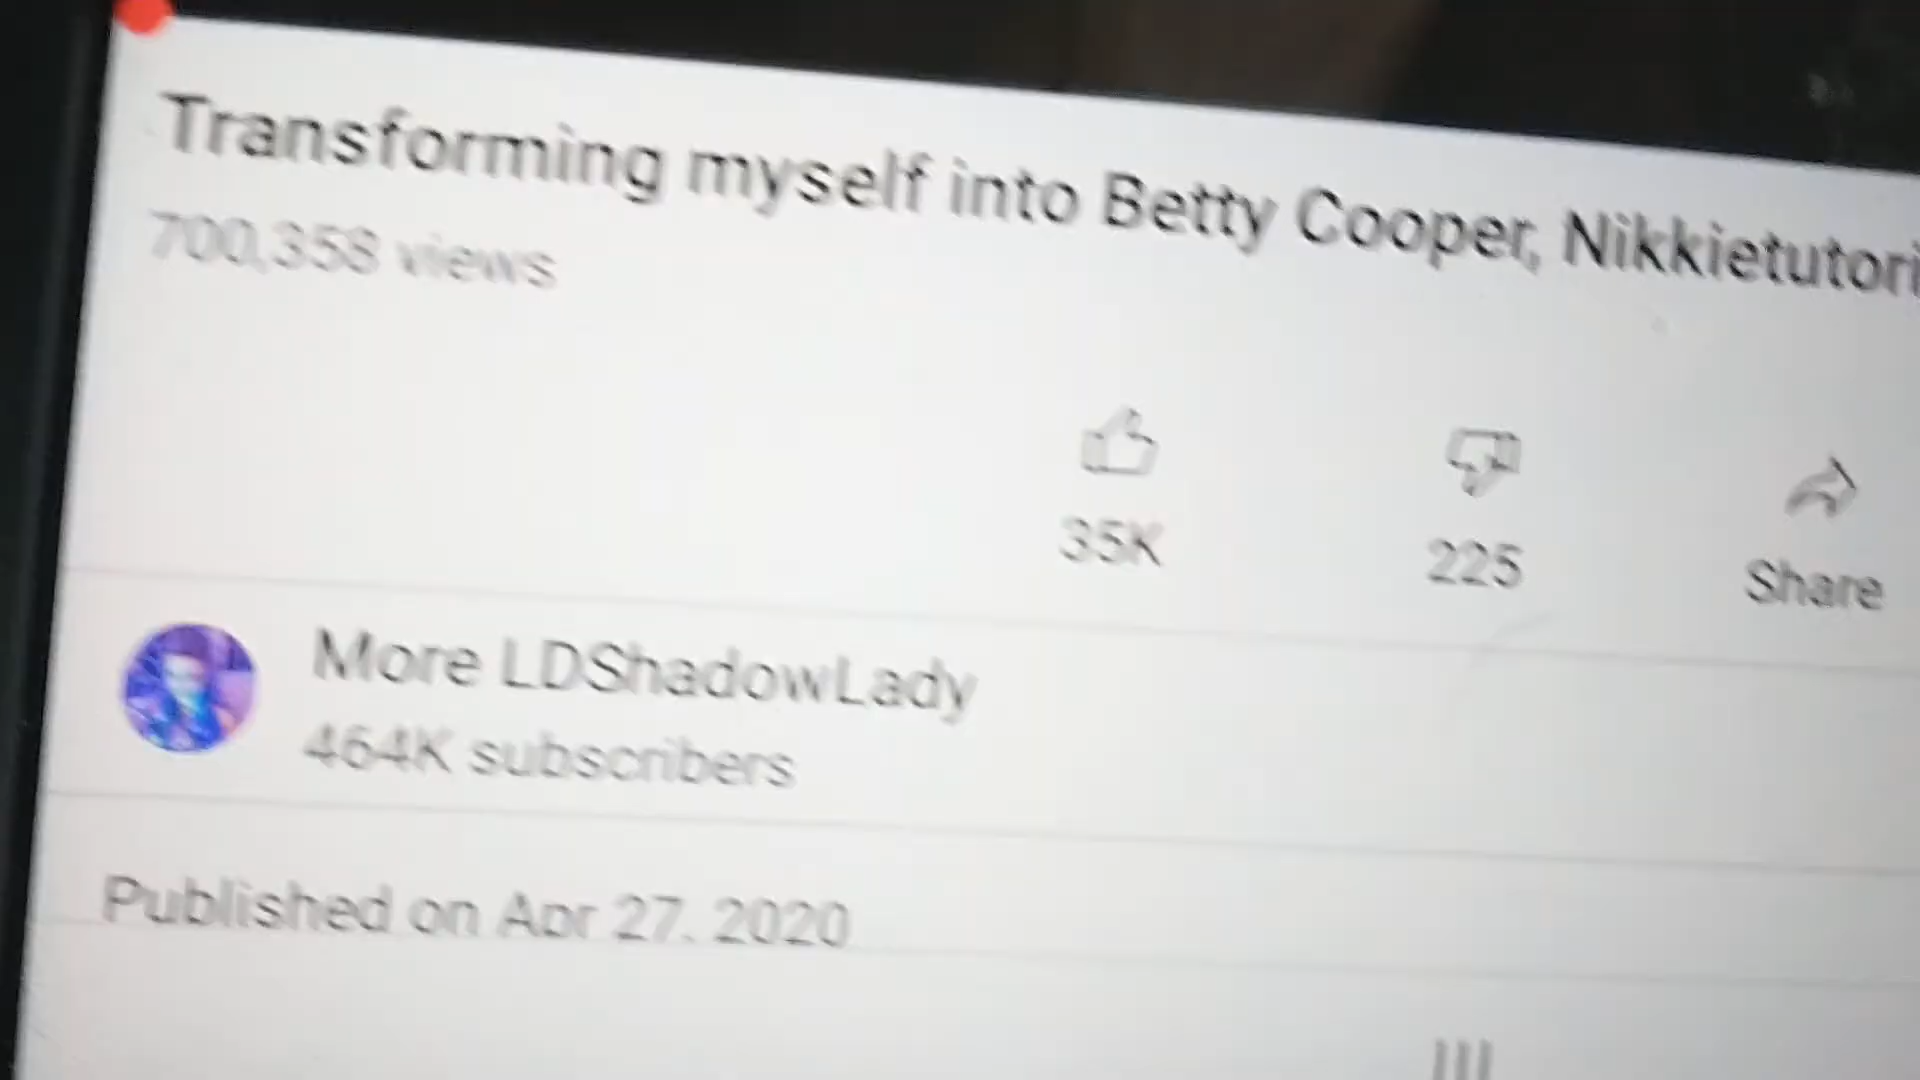 Transforming myself into Betty Cooper, Nikkietutori
700,358 views
35K
225
Share
More LDShadowLady
464K subscribers
Published on Apr 27, 2020